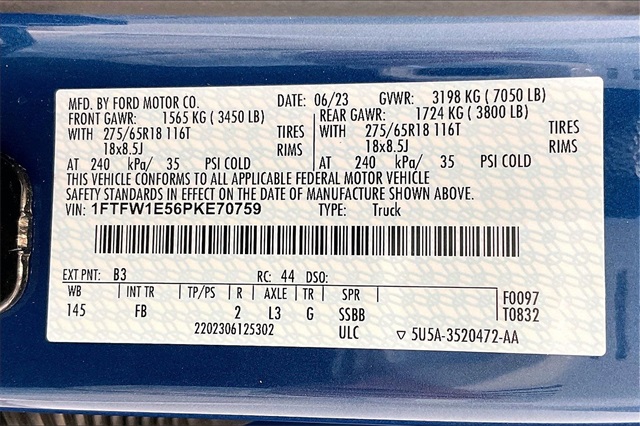 MFD. BY FORD MOTOR CO. DATE: 06/23 GVWR: 3198 KG ( 7050 LB)
FRONT GAWR: 1565 KG ( 3450 LB) REAR GAWR: 1724 KG ( 3800 LB)
WITH 275/65R18 116T TIRES WITH 275/65R18 116T TIRES
18x8.5J RIMS 18x8.5J RIMS
AT 240 kPa/ 35 PSI COLD AT 240 kPa/ 35 PSI COLD
THIS VEHICLE CONFORMS TO ALL APPLICABLE FEDERAL MOTOR VEHICLE
SAFETY STANDARDS IN EFFECT ON THE DATE OF MANUFACTURE SHOWN ABOVE.
VIN: 1FTFW1E56PKE70759 TYPE: Truck
EXT PNT: B3 RC: 44 DSO:
WB INT TR TP/PS R AXLE TR SPR F0097
145 FB 2 L3 G SSBB T0832
2202306125302 ULC ▽ 5U5A-3520472-AA